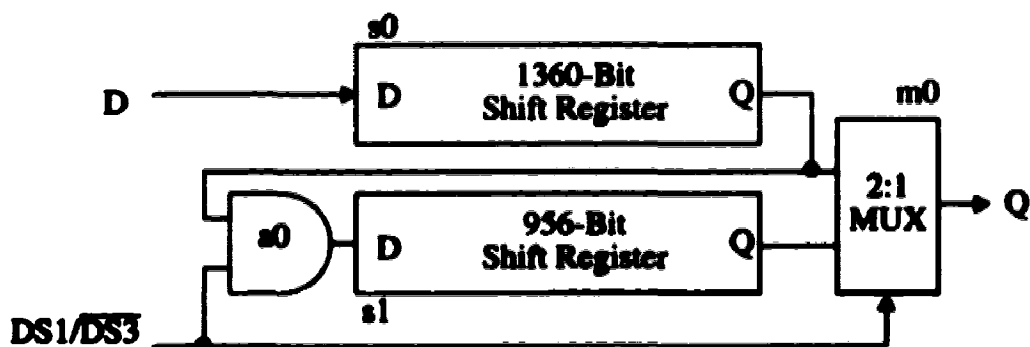 s0
1360-Bit
Shift Register
D
D
Q
m0
2:1
MUX
Q
a0
956-Bit
Shift Register
D
Q
s1
DS1/DS3